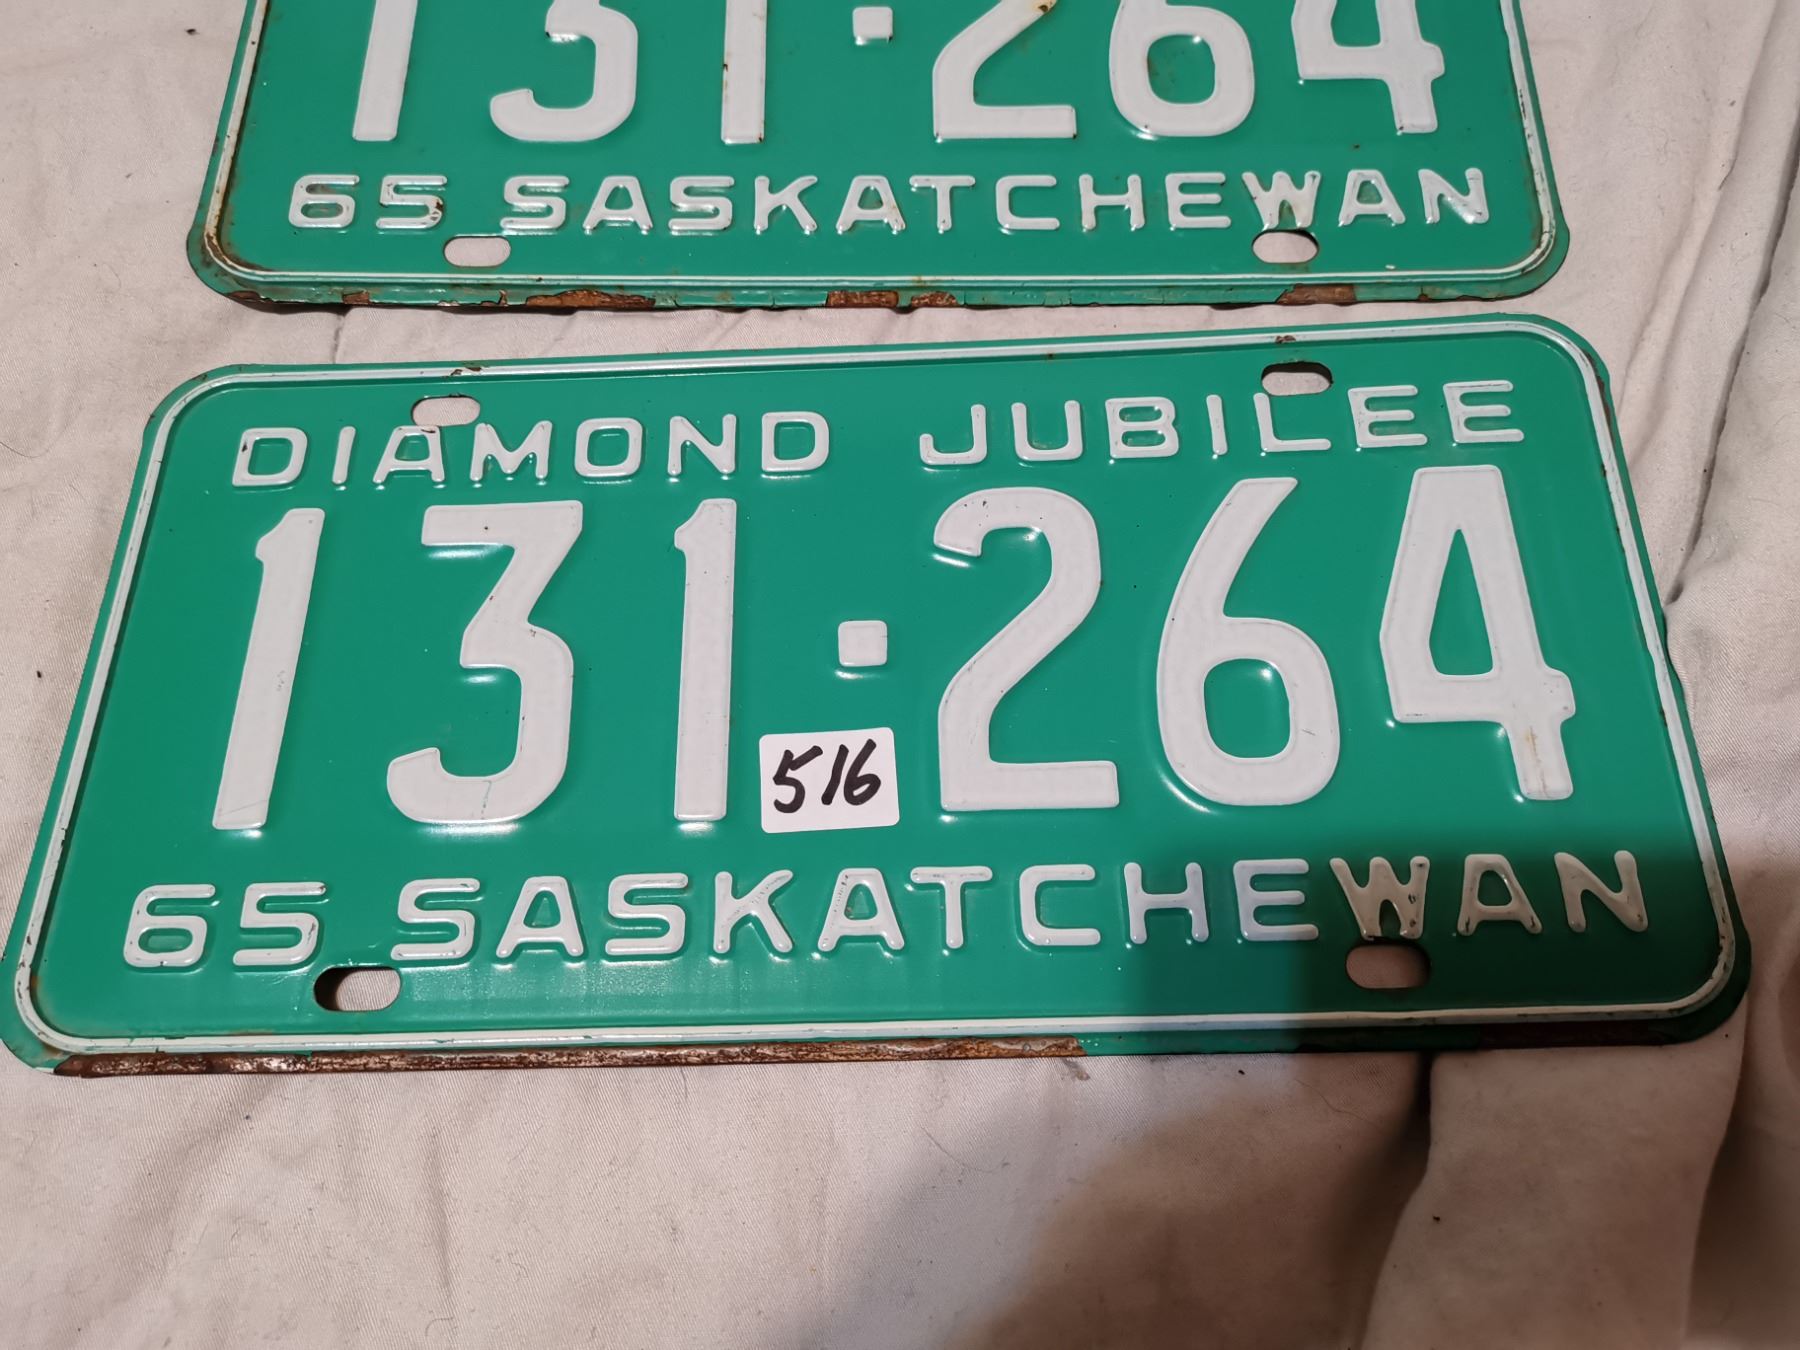 131·264
65 SASKATCHEWAN
DIAMOND JUBILEE
131·264
516
65 SASKATCHEWAN